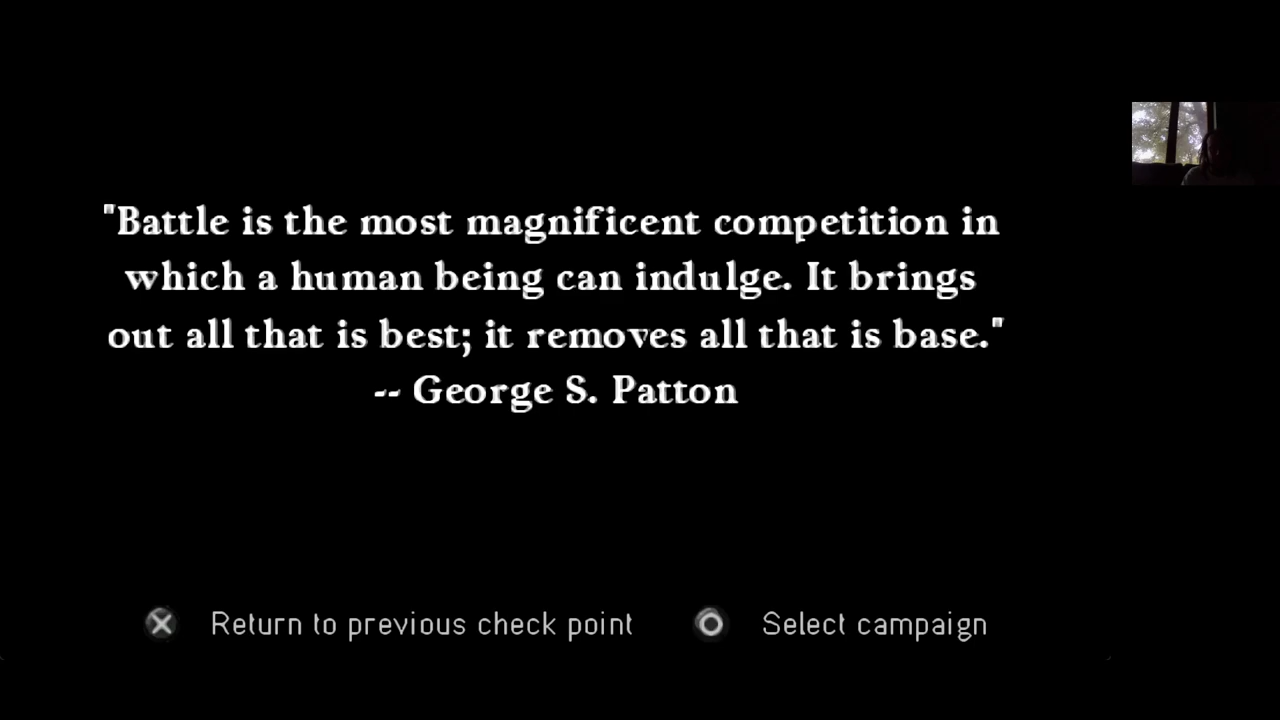 "Battle is the most magnificent competition in
which a human being can indulge. It brings
out all that is best; it removes all that is base."
-- George S. Patton
Return to previous check point
Select campaign